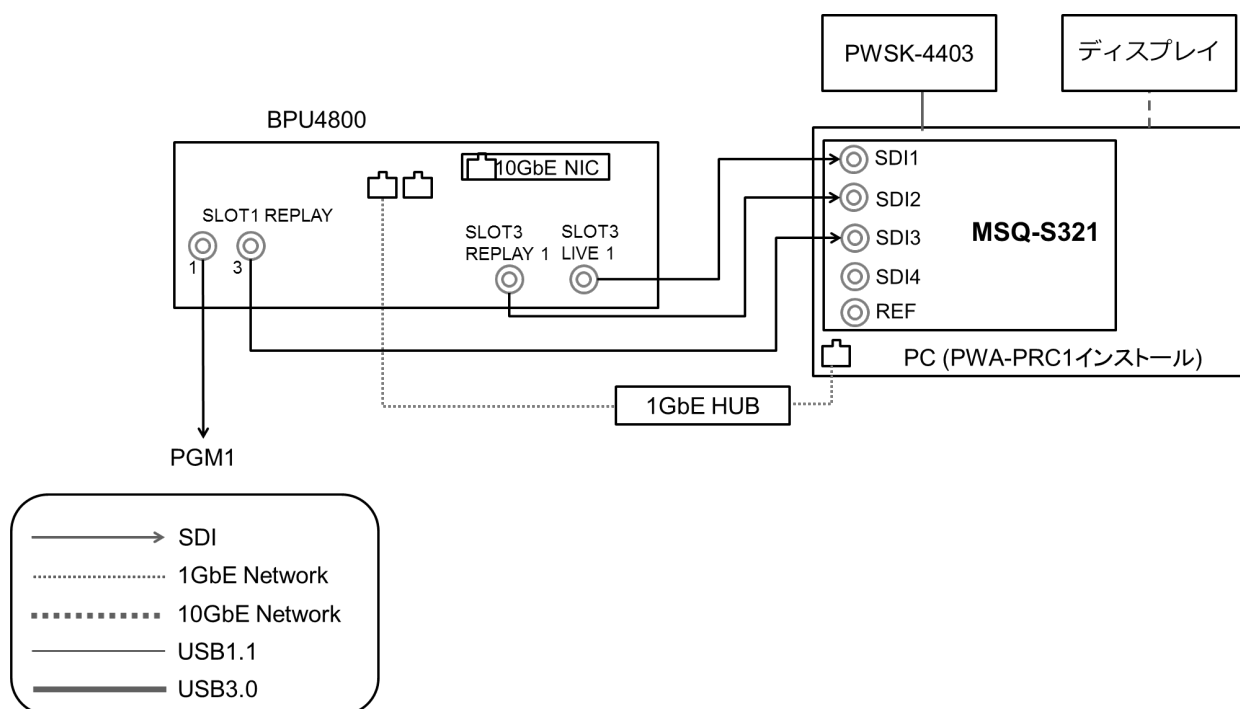 PWSK-4403
ディスプレイ
BPU4800
10GbE NIC
SLOT1 REPLAY
1
3
SLOT3
REPLAY 1
SLOT3
LIVE 1
SDI1
SDI2
SDI3
SDI4
REF
MSQ-S321
PC (PWA-PRC1インストール)
1GbE HUB
PGM1
SDI
1GbE Network
10GbE Network
USB1.1
USB3.0